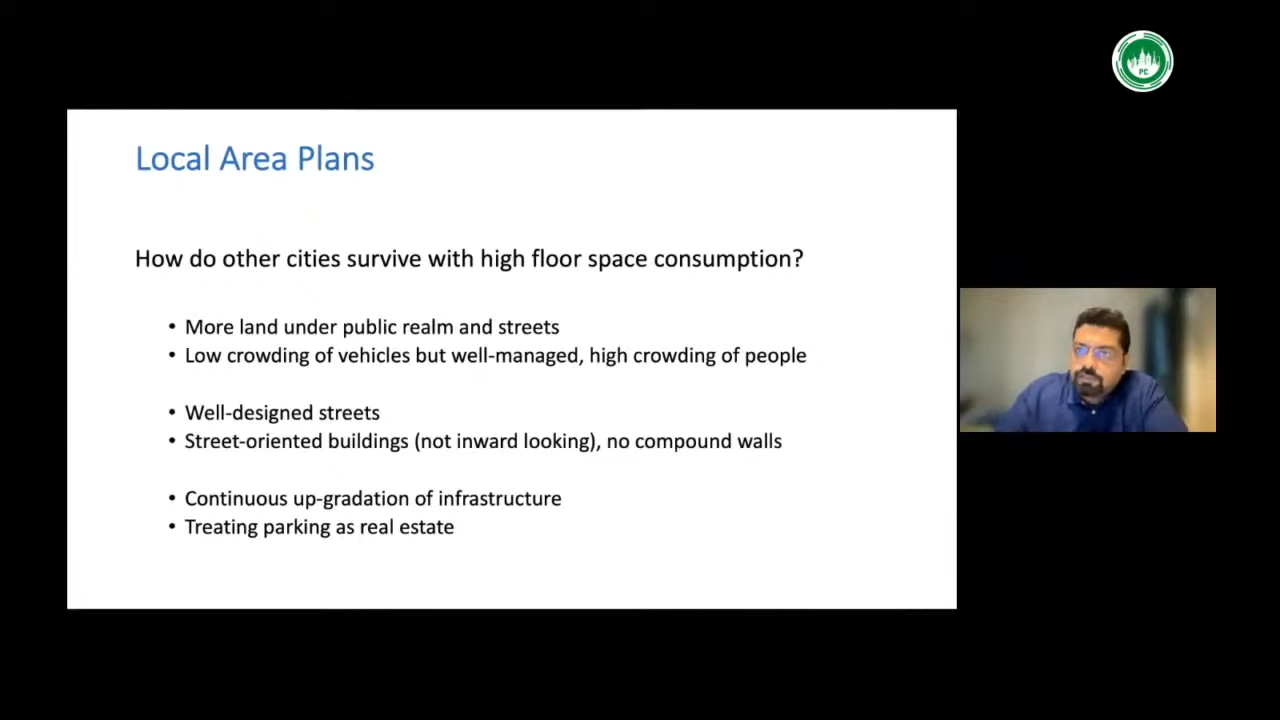 PC
Local Area Plans
How do other cities survive with high floor space consumption?
• More land under public realm and streets
• Low crowding of vehicles but well-managed, high crowding of people
• Well-designed streets
• Street-oriented buildings (not inward looking), no compound walls
• Continuous up-gradation of infrastructure
• Treating parking as real estate